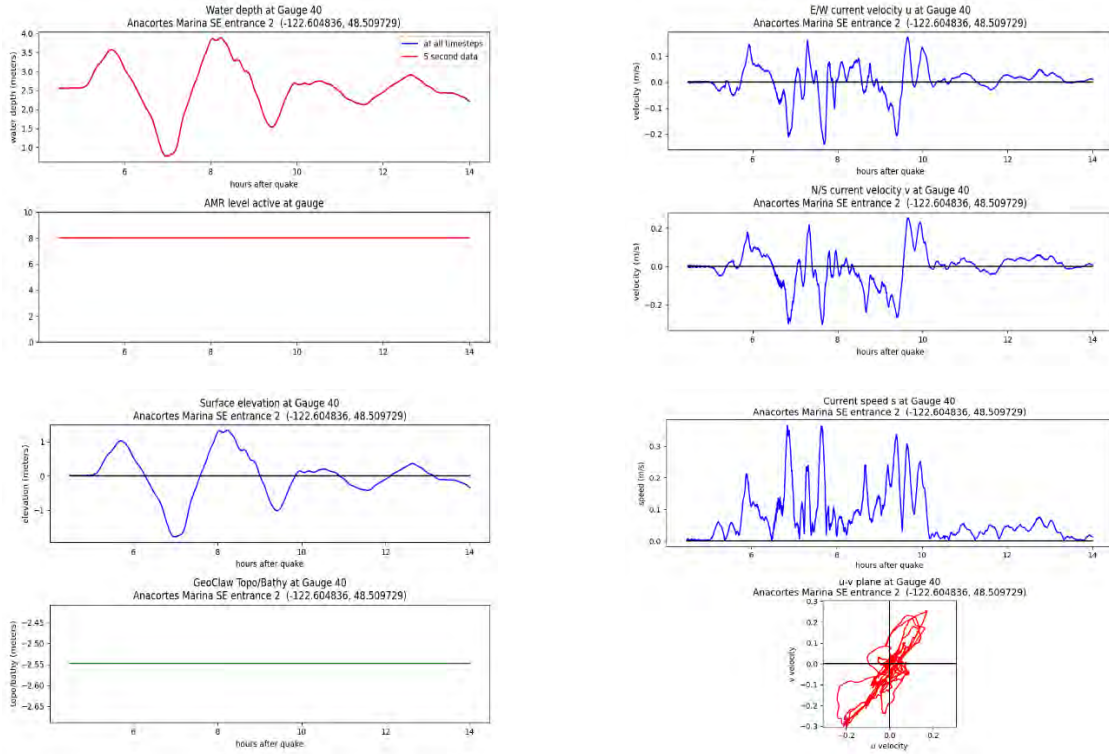 Water depth at Gauge 40
Anacortes Marina SE entrance 2 (-122.604836, 48.509729)
4.0
3.5
3.0
2.5
2.0
1.5
1.0
water depth (meters)
at all timesteps
5 second data
6
8
10
12
14
hours after quake
AMR level active at gauge
10
8
6
4
2
0
6
8
10
12
14
hours after quake
Surface elevation at Gauge 40
Anacortes Marina SE entrance 2 (-122.604836, 48.509729)
1
0
−1
elevation (meters)
6
8
10
12
14
hours after quake
GeoClaw Topo/Bathy at Gauge 40
Anacortes Marina SE entrance 2 (-122.604836, 48.509729)
−2.45
−2.50
−2.55
−2.60
−2.65
topo/bathy (meters)
6
8
10
12
14
hours after quake
E/W current velocity u at Gauge 40
Anacortes Marina SE entrance 2 (-122.604836, 48.509729)
0.1
0.0
−0.1
−0.2
velocity (m/s)
6
8
10
12
14
hours after quake
N/S current velocity v at Gauge 40
Anacortes Marina SE entrance 2 (-122.604836, 48.509729)
0.2
0.0
−0.2
velocity (m/s)
6
8
10
12
14
hours after quake
Current speed s at Gauge 40
Anacortes Marina SE entrance 2 (-122.604836, 48.509729)
0.3
0.2
0.1
0.0
speed (m/s)
6
8
10
12
14
hours after quake
u-v plane at Gauge 40
Anacortes Marina SE entrance 2 (-122.604836, 48.509729)
0.3
0.2
0.1
0.0
−0.1
−0.2
−0.3
v velocity
−0.2
0.0
0.2
u velocity